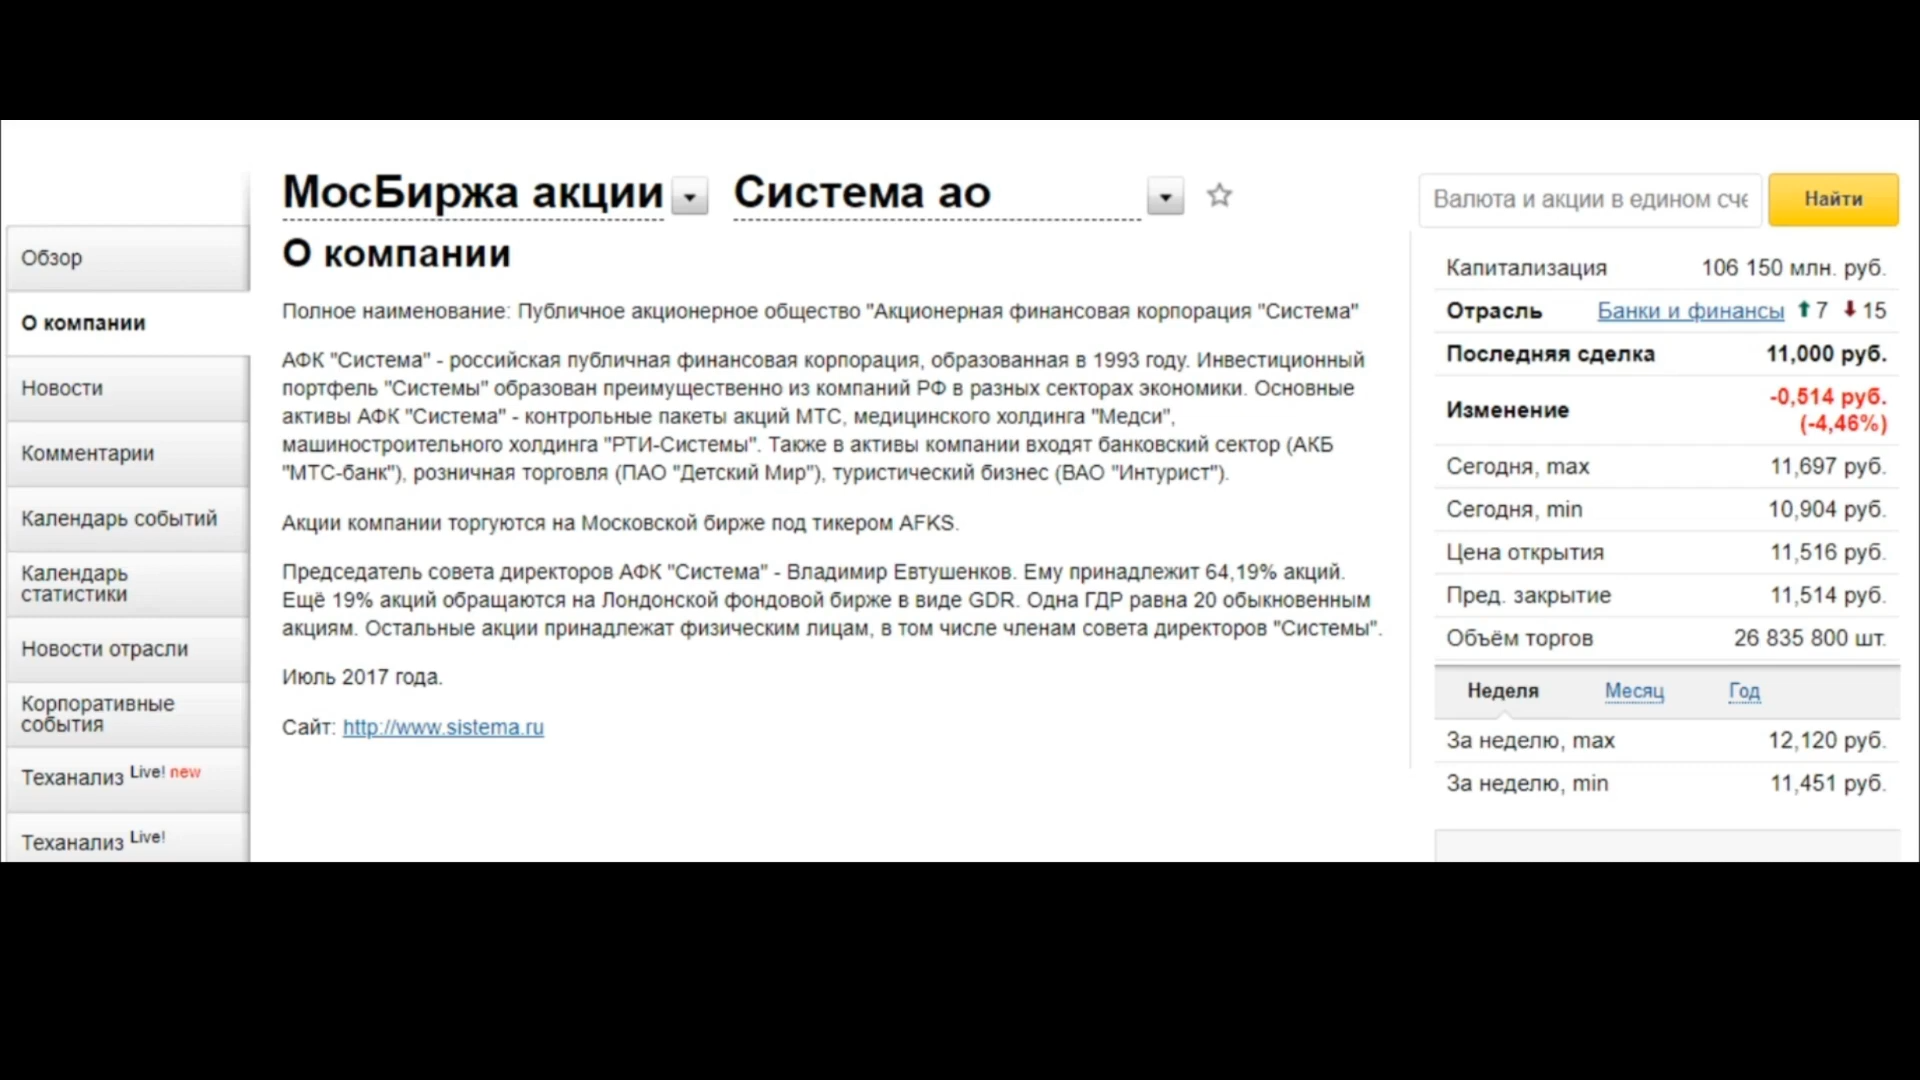 МосБиржа акции
Система ао
Валюта и акции в едином сче
Найти
Обзор
О компании
Новости
Комментарии
Календарь событий
Календарь
статистики
Новости отрасли
Корпоративные
события
Теханализ Live! new
Теханализ Live!
О компании
Полное наименование: Публичное акционерное общество "Акционерная финансовая корпорация "Система"
АФК "Система" - российская публичная финансовая корпорация, образованная в 1993 году. Инвестиционный
портфель "Системы" образован преимущественно из компаний РФ в разных секторах экономики. Основные
активы АФК "Система" - контрольные пакеты акций МТС, медицинского холдинга "Медси",
машиностроительного холдинга "РТИ-Системы". Также в активы компании входят банковский сектор (АКБ
"МТС-банк"), розничная торговля (ПАО "Детский Мир"), туристический бизнес (ВАО "Интурист").
Акции компании торгуются на Московской бирже под тикером AFKS.
Председатель совета директоров АФК "Система" - Владимир Евтушенков. Ему принадлежит 64,19% акций.
Ещё 19% акций обращаются на Лондонской фондовой бирже в виде GDR. Одна ГДР равна 20 обыкновенным
акциям. Остальные акции принадлежат физическим лицам, в том числе членам совета директоров "Системы".
Июль 2017 года.
Сайт: http://www.sistema.ru
Капитализация 106 150 млн. руб.
Отрасль Банки и финансы 7 15
Последняя сделка 11,000 руб.
Изменение -0,514 руб.
(-4,46%)
Сегодня, max 11,697 руб.
Сегодня, min 10,904 руб.
Цена открытия 11,516 руб.
Пред. закрытие 11,514 руб.
Объём торгов 26 835 800 шт.
Неделя Месяц Год
За неделю, max 12,120 руб.
За неделю, min 11,451 руб.